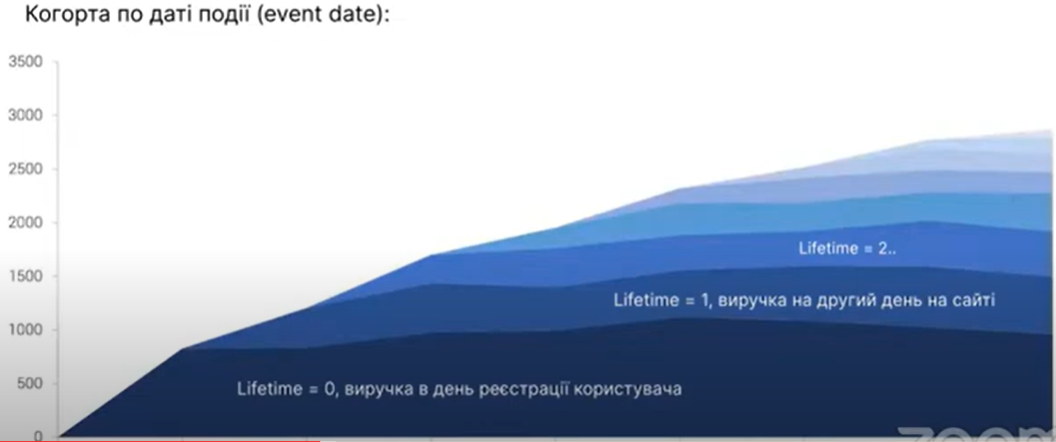 Когорта по даті події (event date):
3500
3000
2500
2000
1500
1000
500
0
Lifetime = 2..
Lifetime = 1, виручка на другий день на сайті
Lifetime = 0, виручка в день реєстрації користувача
zoom